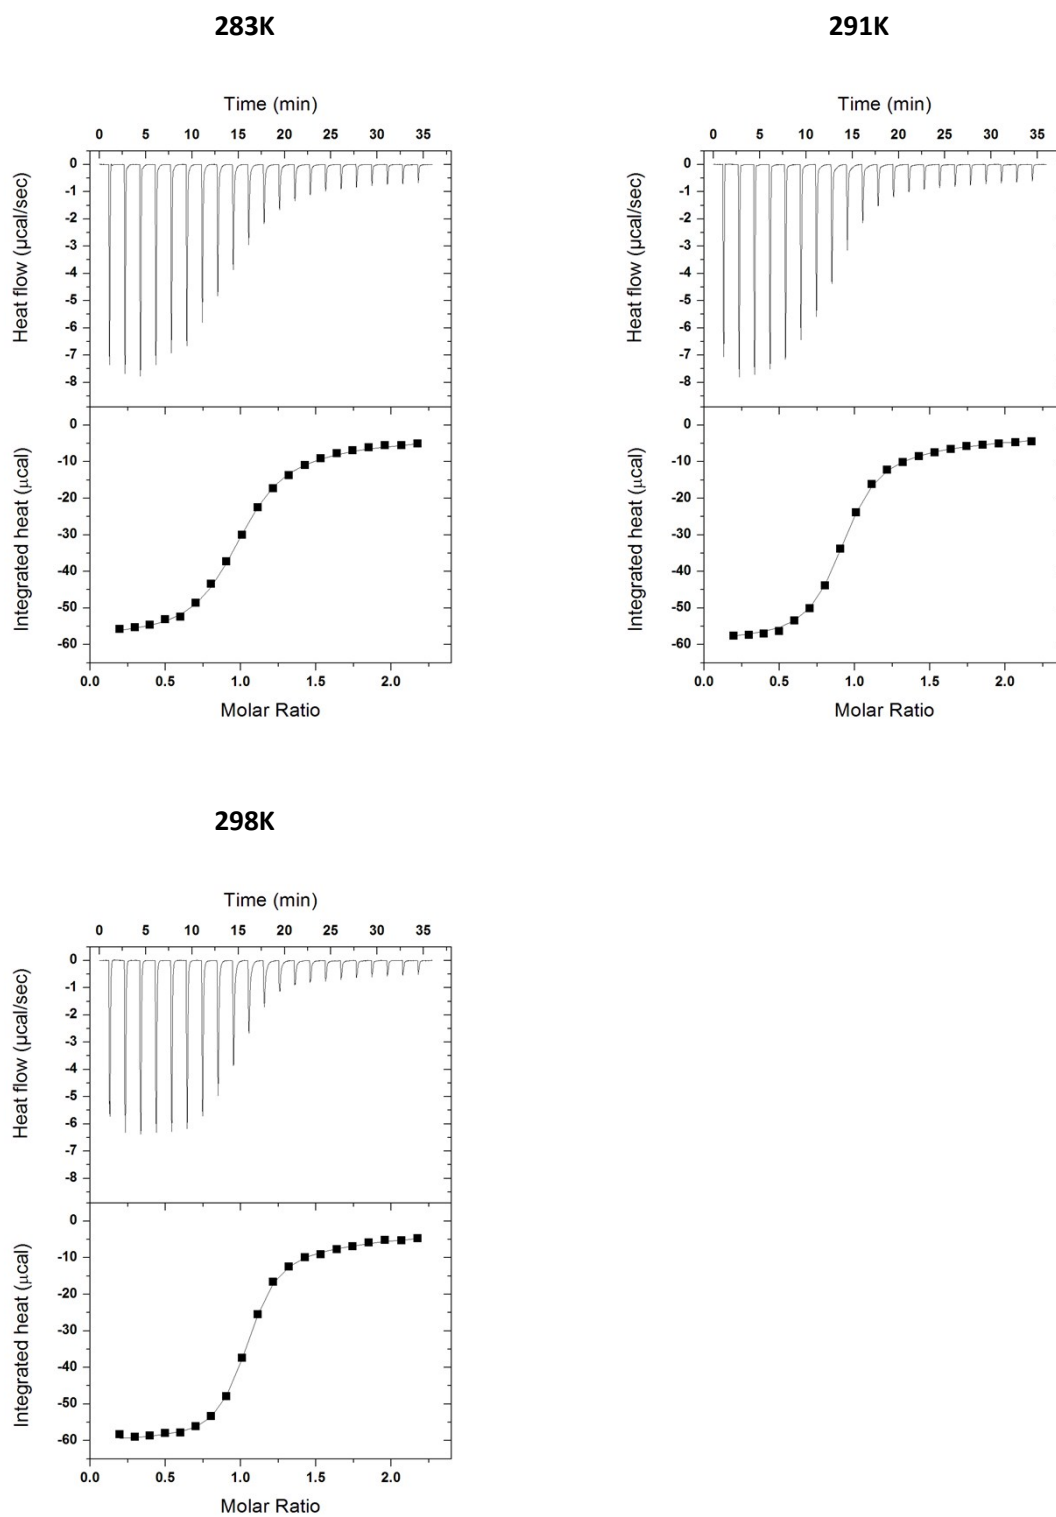 283K
Time (min)
0 5 10 15 20 25 30 35
0
-1
-2
-3
-4
-5
-6
-7
-8
Heat flow (µcal/sec)
0
-10
-20
-30
-40
-50
-60
Integrated heat (µcal)
0.0 0.5 1.0 1.5 2.0
Molar Ratio
291K
Time (min)
0 5 10 15 20 25 30 35
0
-1
-2
-3
-4
-5
-6
-7
-8
Heat flow (µcal/sec)
0
-10
-20
-30
-40
-50
-60
Integrated heat (µcal)
0.0 0.5 1.0 1.5 2.0
Molar Ratio
298K
Time (min)
0 5 10 15 20 25 30 35
0
-1
-2
-3
-4
-5
-6
-7
-8
Heat flow (µcal/sec)
0
-10
-20
-30
-40
-50
-60
Integrated heat (µcal)
0.0 0.5 1.0 1.5 2.0
Molar Ratio